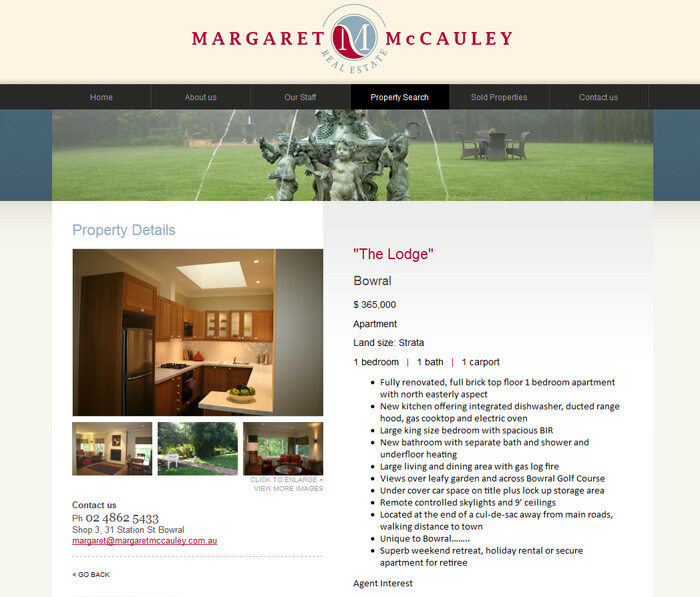 MARGARET M McCAULEY
REAL ESTATE
Home About us Our Staff Property Search Sold Properties Contact us
Property Details
CLICK TO ENLARGE +
VIEW MORE IMAGES
Contact us
Ph 02 4862 5433
Shop 3, 31 Station St Bowral
margaret@margaretmccauley.com.au
< GO BACK
"The Lodge"
Bowral
$ 365,000
Apartment
Land size: Strata
1 bedroom | 1 bath | 1 carport
• Fully renovated, full brick top floor 1 bedroom apartment
with north easterly aspect
• New kitchen offering integrated dishwasher, ducted range
hood, gas cooktop and electric oven
• Large king size bedroom with spacious BIR
• New bathroom with separate bath and shower and
underfloor heating
• Large living and dining area with gas log fire
• Views over leafy garden and across Bowral Golf Course
• Under cover car space on title plus lock up storage area
• Remote controlled skylights and 9' ceilings
• Located at the end of a cul-de-sac away from main roads,
walking distance to town
• Unique to Bowral........
• Superb weekend retreat, holiday rental or secure
apartment for retiree
Agent Interest